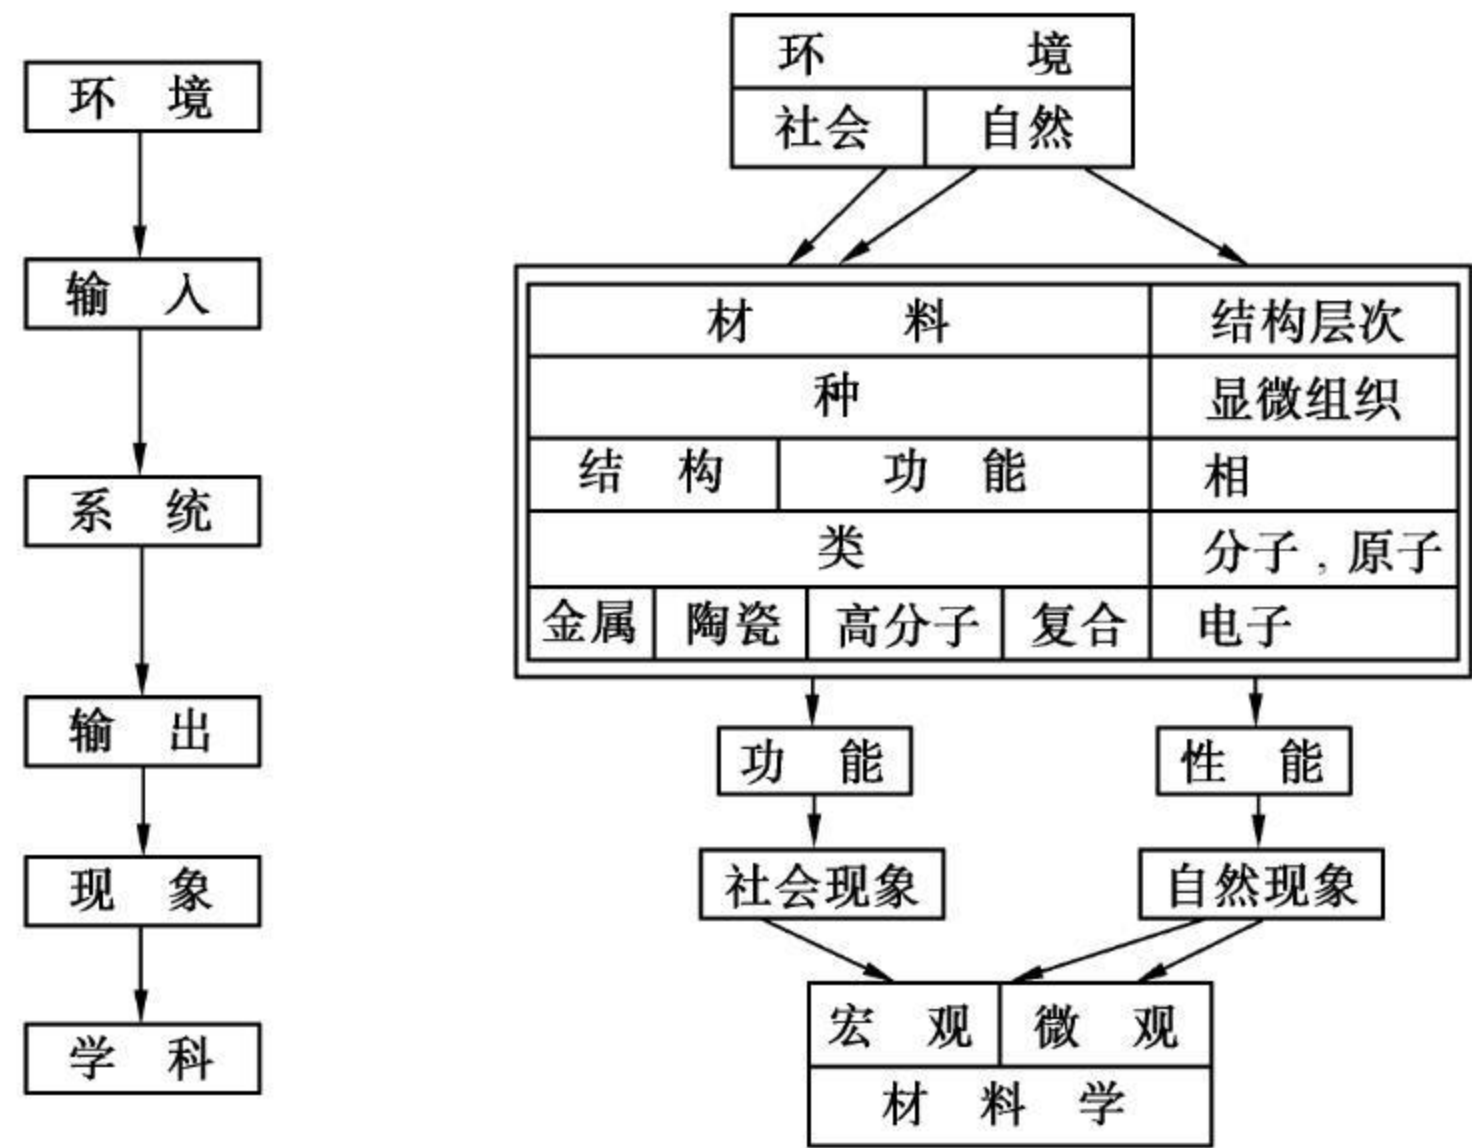 环 境
输 入
系 统
输 出
现 象
学 科
环 境
社会 自然
材 料 结构层次
种 显微组织
结 构 功 能 相
类 分子，原子
金属 陶瓷 高分子 复合 电子
功 能 性 能
社会现象 自然现象
宏 观 微 观
材 料 学